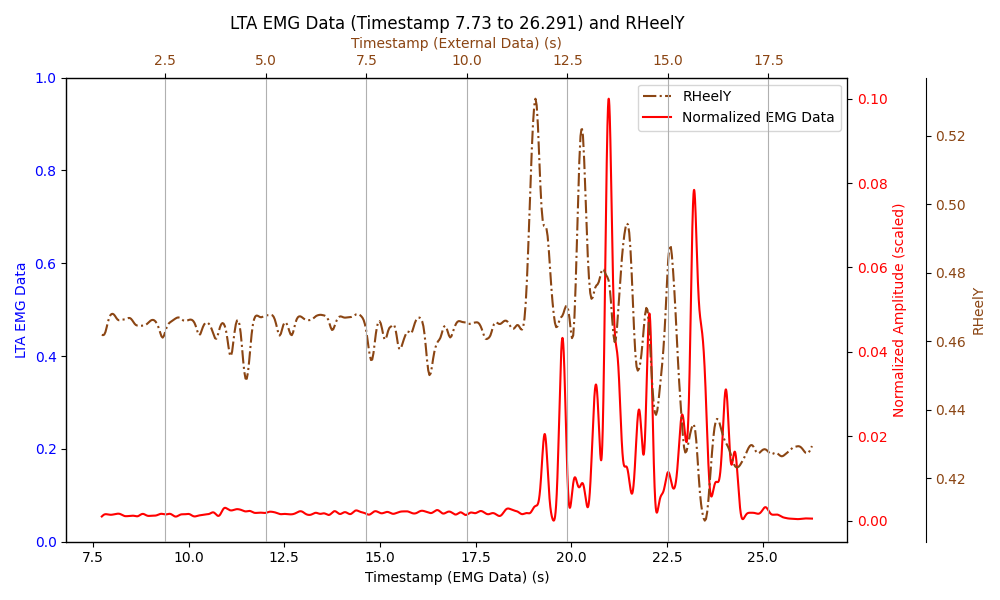 LTA EMG Data (Timestamp 7.73 to 26.291) and RHeelY
Timestamp (External Data) (s)
2.5 5.0 7.5 10.0 12.5 15.0 17.5
RHeelY
Normalized EMG Data
1.0
0.8
0.6
0.4
0.2
0.0
LTA EMG Data
0.10
0.08
0.06
0.04
0.02
0.00
Normalized Amplitude (scaled)
0.52
0.50
0.48
0.46
0.44
0.42
RHeelY
7.5 10.0 12.5 15.0 17.5 20.0 22.5 25.0
Timestamp (EMG Data) (s)